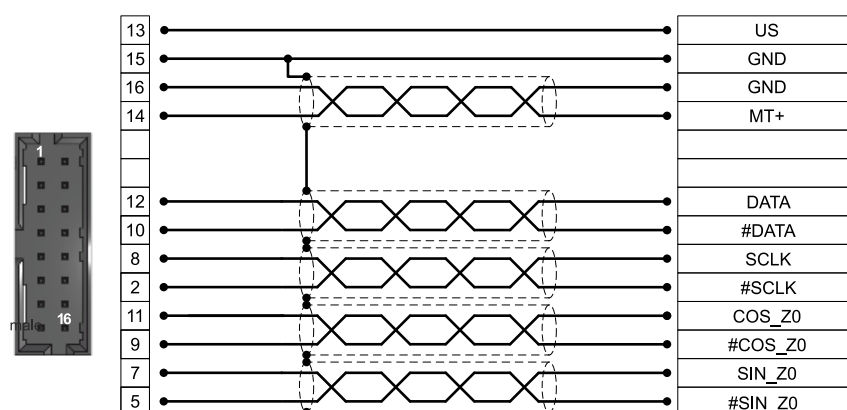 13 US
15 GND
16 GND
14 MT+
1
12 DATA
10 #DATA
8 SCLK
2 #SCLK
11 COS_Z0
16
male
9 #COS_Z0
7 SIN_Z0
5 #SIN_Z0